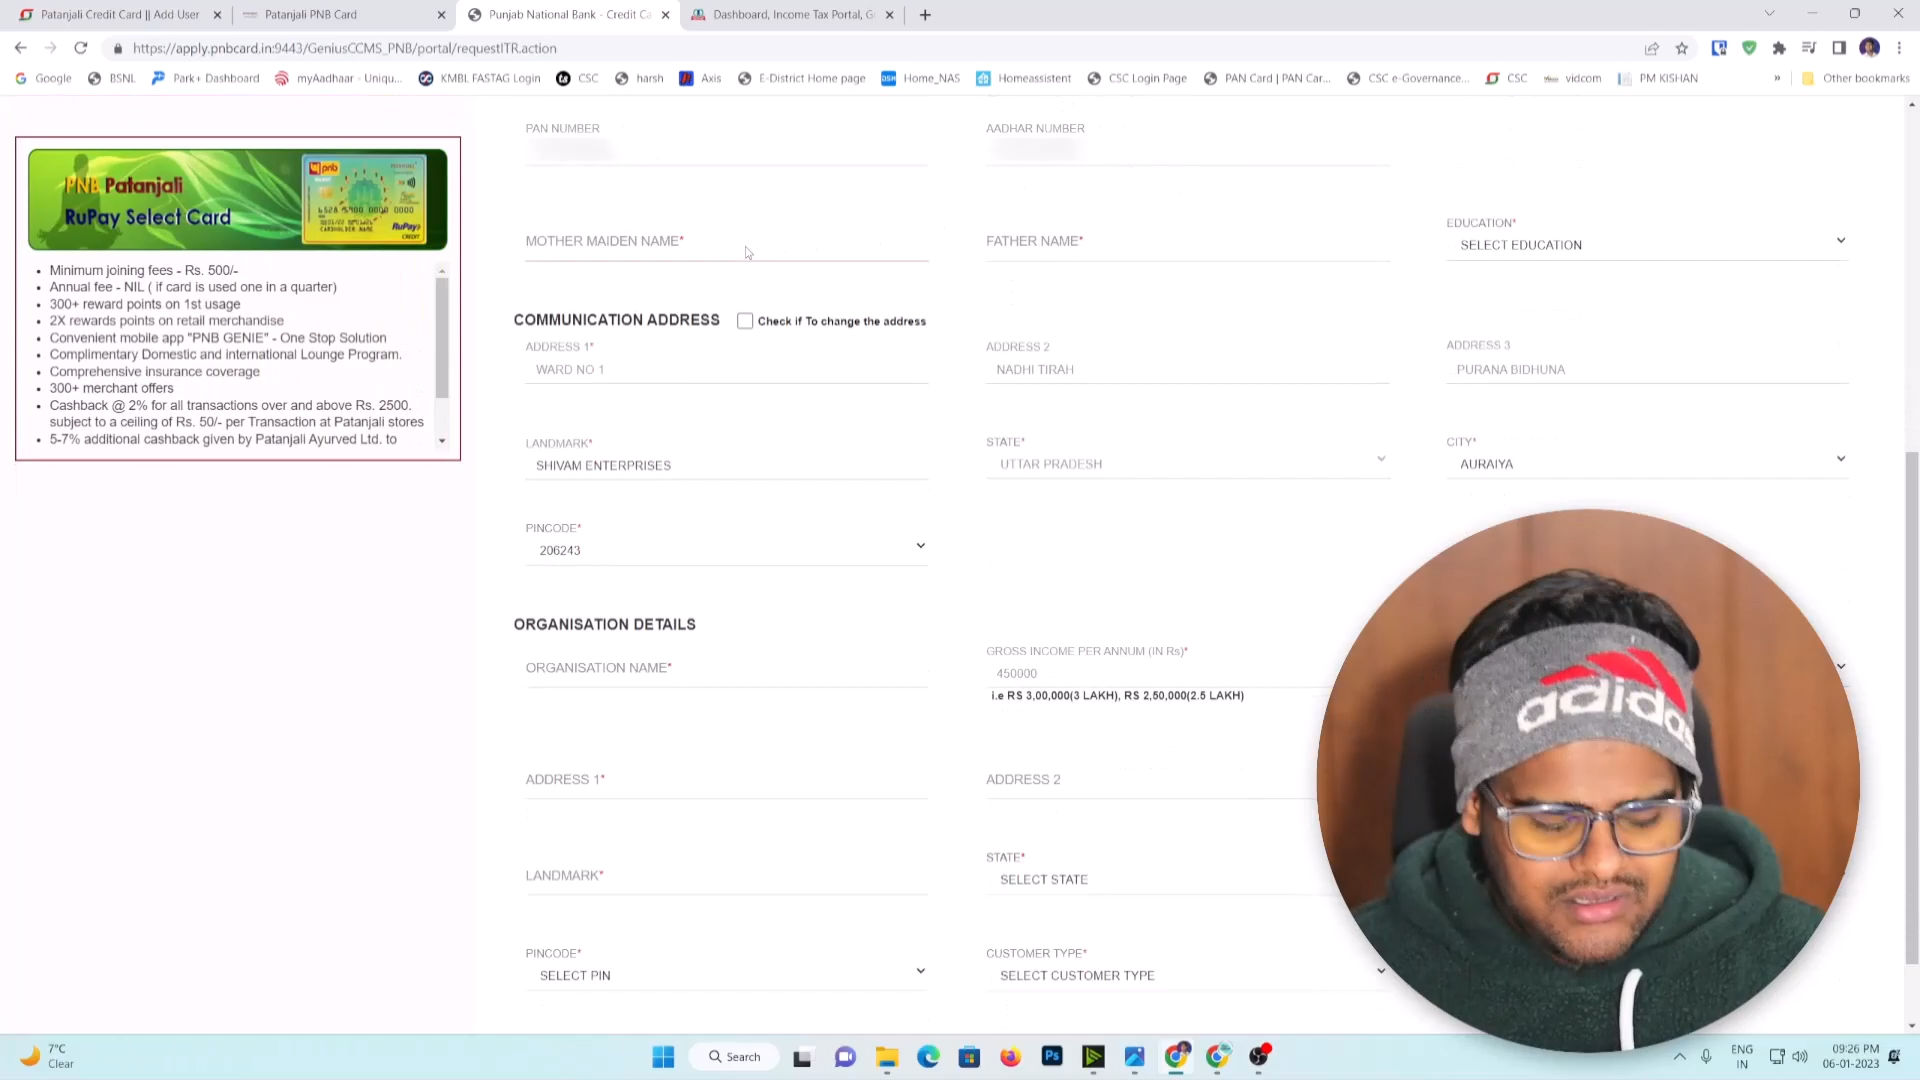 Patanjali Credit Card || Add User
Patanjali PNB Card
Punjab National Bank - Credit Ca
Dashboard, Income Tax Portal, G
https://apply.pnbcard.in:9443/GeniusCCMS_PNB/portal/requestITR.action
Google
BSNL
Park+ Dashboard
myAadhaar - Uniqu...
KMBL FASTAG Login
CSC
harsh
Axis
E-District Home page
Home_NAS
Homeassistent
CSC Login Page
PAN Card | PAN Car...
CSC e-Governance...
CSC
vidcom
PM KISHAN
»
Other bookmarks
PNB Patanjali
RuPay Select Card
pnb
RuPay
Minimum joining fees - Rs. 500/-
Annual fee - NIL ( if card is used one in a quarter)
300+ reward points on 1st usage
2X rewards points on retail merchandise
Convenient mobile app "PNB GENIE" - One Stop Solution
Complimentary Domestic and international Lounge Program.
Comprehensive insurance coverage
300+ merchant offers
Cashback @ 2% for all transactions over and above Rs. 2500.
subject to a ceiling of Rs. 50/- per Transaction at Patanjali stores
5-7% additional cashback given by Patanjali Ayurved Ltd. to
PAN NUMBER
AADHAR NUMBER
MOTHER MAIDEN NAME*
FATHER NAME*
EDUCATION*
SELECT EDUCATION
COMMUNICATION ADDRESS
Check if To change the address
ADDRESS 1*
WARD NO 1
ADDRESS 2
NADHI TIRAH
ADDRESS 3
PURANA BIDHUNA
LANDMARK*
SHIVAM ENTERPRISES
STATE*
UTTAR PRADESH
CITY*
AURAIYA
PINCODE*
206243
ORGANISATION DETAILS
ORGANISATION NAME*
GROSS INCOME PER ANNUM (IN Rs)*
450000
i.e RS 3,00,000(3 LAKH), RS 2,50,000(2.5 LAKH)
ADDRESS 1*
ADDRESS 2
LANDMARK*
STATE*
SELECT STATE
PINCODE*
SELECT PIN
CUSTOMER TYPE*
SELECT CUSTOMER TYPE
adidas
7°C
Clear
Search
Ps
ENG
IN
09:26 PM
06-01-2023